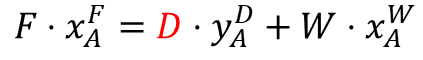 F · x_A^F = D · y_A^D + W · x_A^W